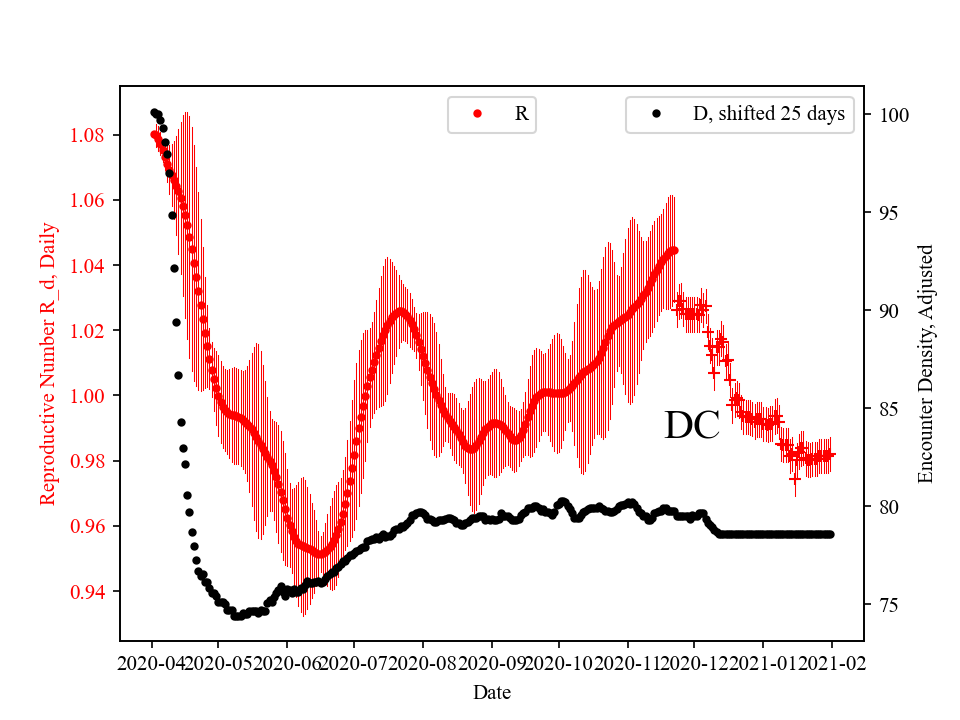 R
D, shifted 25 days
1.08
1.06
1.04
1.02
1.00
0.98
0.96
0.94
Reproductive Number R_d, Daily
100
95
90
85
80
75
Encounter Density, Adjusted
DC
2020-04 2020-05 2020-06 2020-07 2020-08 2020-09 2020-10 2020-11 2020-12 2021-01 2021-02
Date